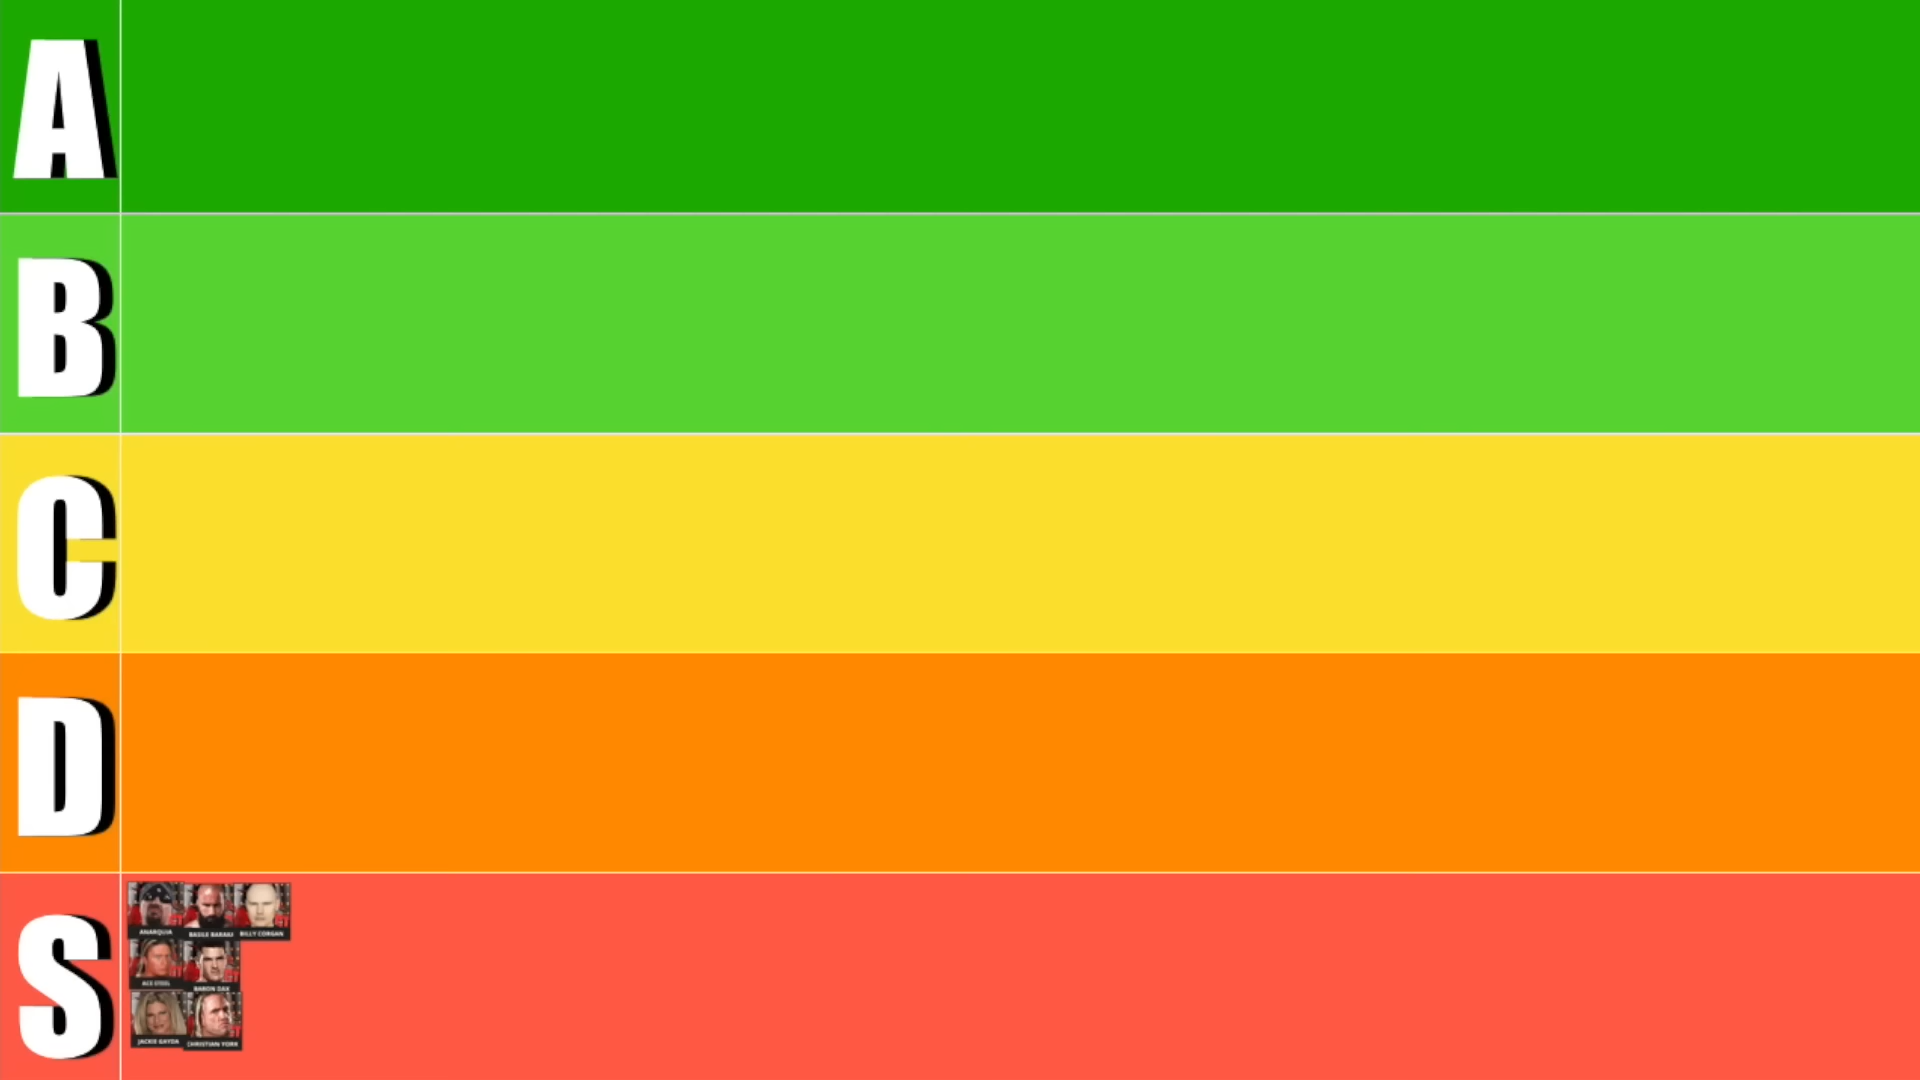 A
B
C
D
S
ANARQUIA
BASILE BARAKA
BILLY CORGAN
ACE STEEL
BARON DAX
JACKIE GAYDA
CHRISTIAN YORK